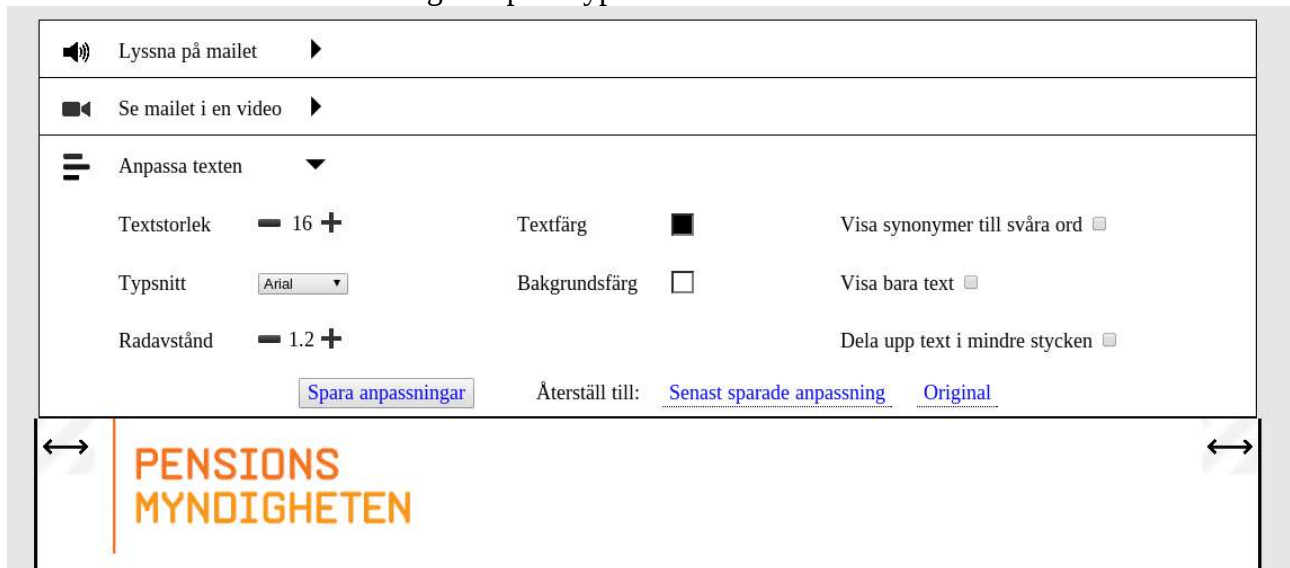 Lyssna på mailet
Se mailet i en video
Anpassa texten
Textstorlek 16 Textfärg Visa synonymer till svåra ord
Typsnitt Arial Bakgrundsfärg Visa bara text
Radavstånd 1.2 Dela upp text i mindre stycken
Spara anpassningar Återställ till: Senast sparade anpassning Original
PENSIONS
MYNDIGHETEN